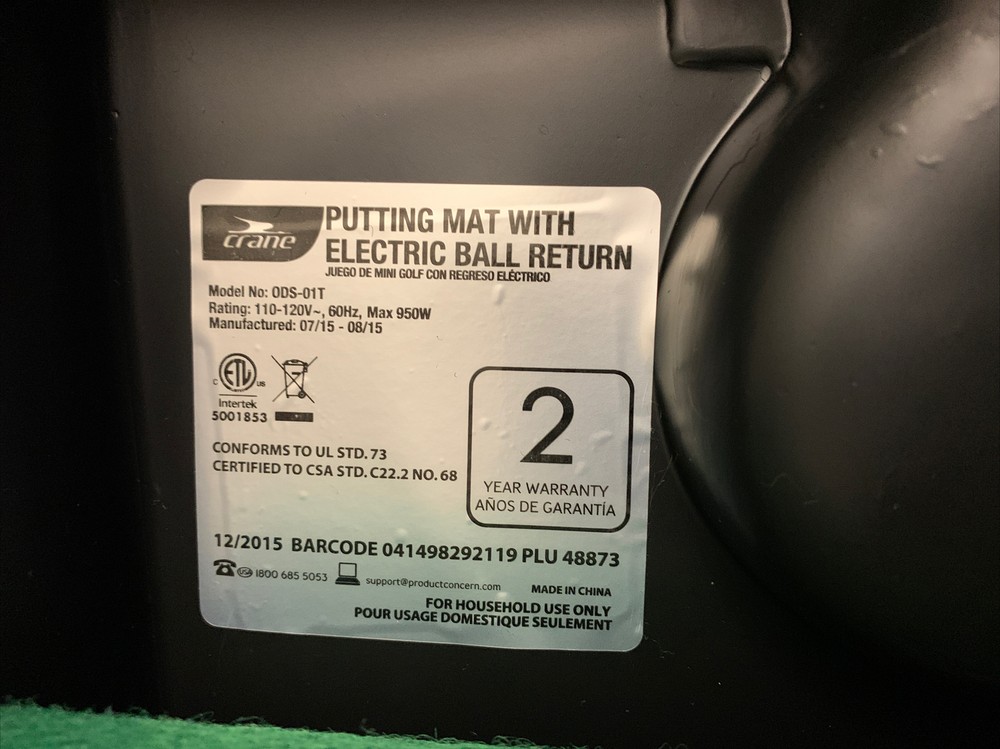 crane
PUTTING MAT WITH
ELECTRIC BALL RETURN
JUEGO DE MINI GOLF CON REGRESO ELÉCTRICO
Model No: ODS-01T
Rating: 110-120V~, 60Hz, Max 950W
Manufactured: 07/15 - 08/15
C ETL US
Intertek
5001853
CONFORMS TO UL STD. 73
CERTIFIED TO CSA STD. C22.2 NO. 68
2
YEAR WARRANTY
AÑOS DE GARANTÍA
12/2015 BARCODE 041498292119 PLU 48873
USA 1800 685 5053 support@productconcern.com MADE IN CHINA
FOR HOUSEHOLD USE ONLY
POUR USAGE DOMESTIQUE SEULEMENT